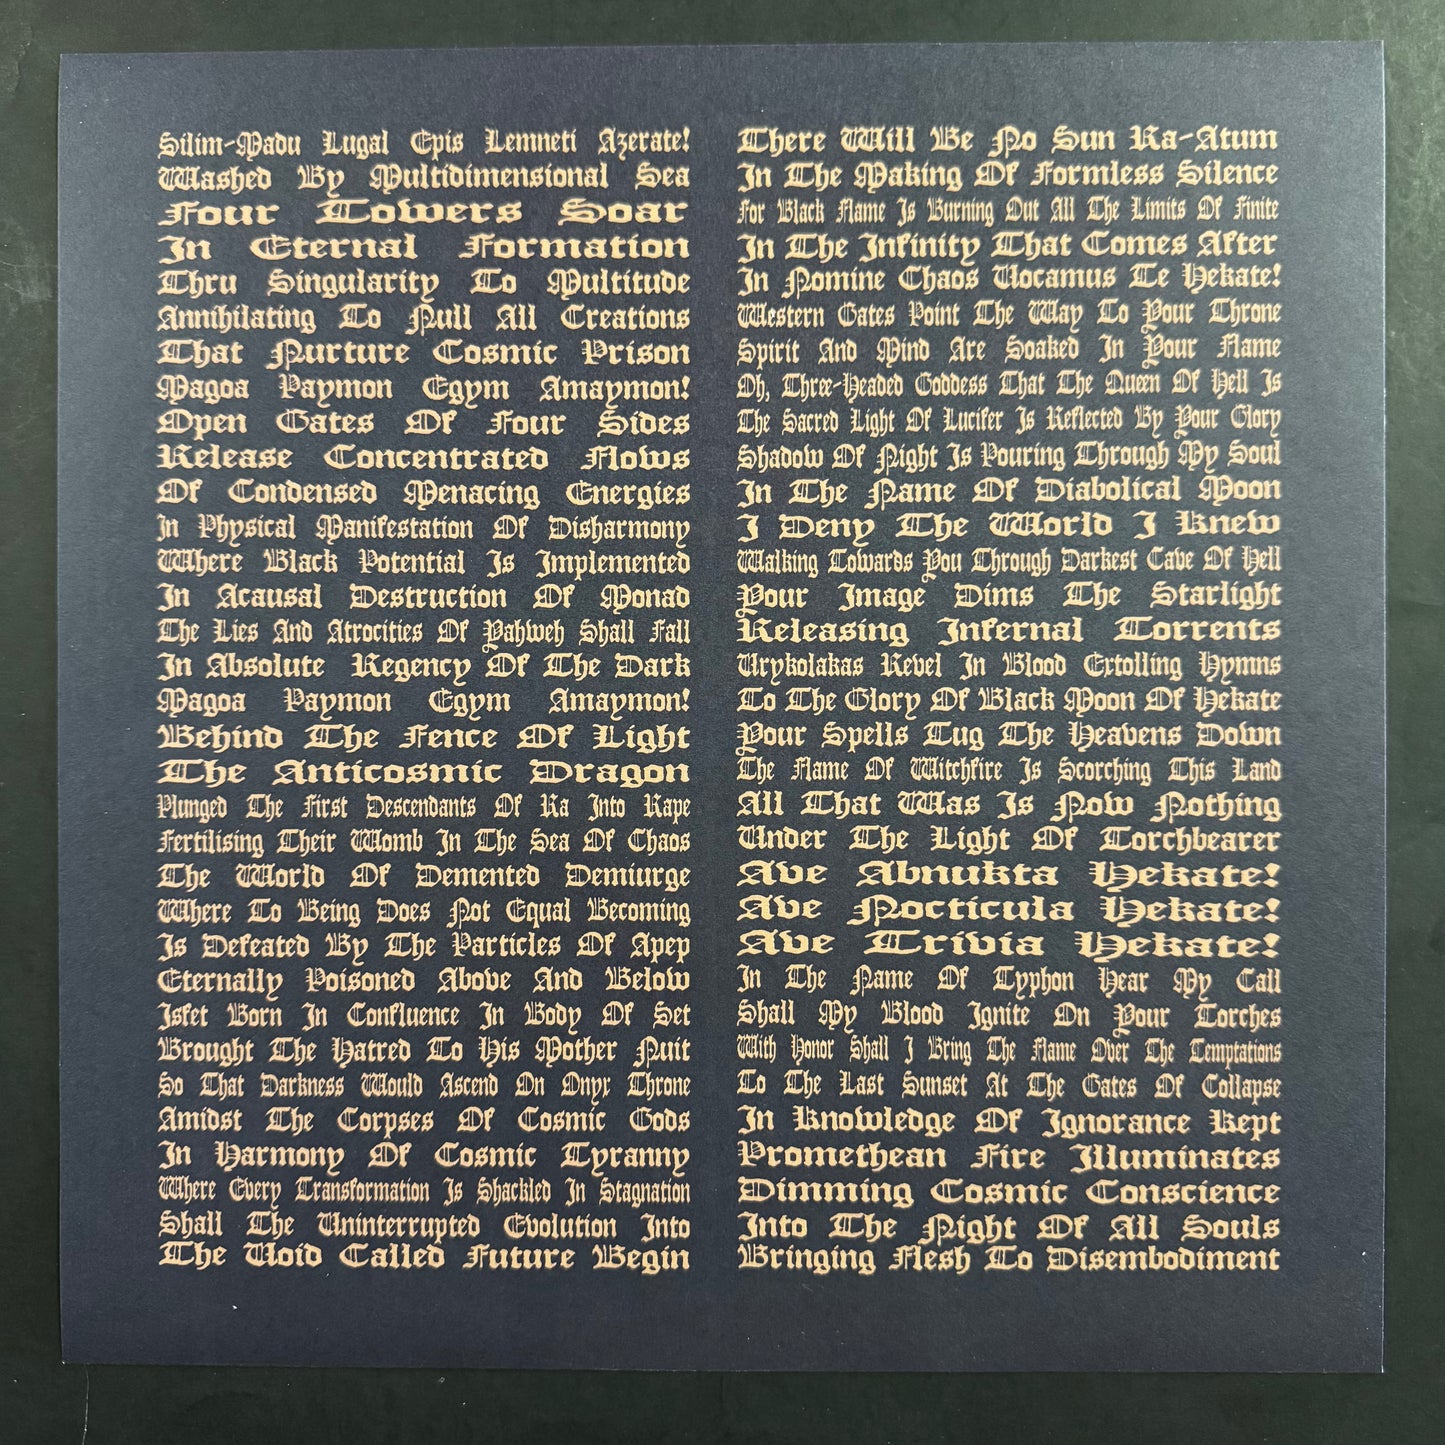 Silim-Madu Lugal Epis Lemneti Azerate!
Washed By Multidimensional Sea
Four Towers Soar
In Eternal Formation
Thru Singularity To Multitude
Annihilating To Null All Creations
That Nurture Cosmic Prison
Magoa Paymon Egym Amaymon!
Open Gates Of Four Sides
Release Concentrated Flows
Of Condensed Menacing Energies
In Physical Manifestation Of Disharmony
Where Black Potential Is Implemented
In Acausal Destruction Of Monad
The Lies And Atrocities Of Yahweh Shall Fall
In Absolute Regency Of The Dark
Magoa Paymon Egym Amaymon!
Behind The Fence Of Light
The Anticosmic Dragon
Plunged The First Descendants Of Ra Into Rape
Fertilising Their Womb In The Sea Of Chaos
The World Of Demented Demiurge
Where To Being Does Not Equal Becoming
Is Defeated By The Particles Of Apep
Eternally Poisoned Above And Below
Isfet Born In Confluence In Body Of Set
Brought The Hatred To His Mother Nuit
So That Darkness Would Ascend On Onyx Throne
Amidst The Corpses Of Cosmic Gods
In Harmony Of Cosmic Tyranny
Where Every Transformation Is Shackled In Stagnation
Shall The Uninterrupted Evolution Into
The Void Called Future Begin
There Will Be No Sun Ra-Atum
In The Making Of Formless Silence
For Black Flame Is Burning Out All The Limits Of Finite
In The Infinity That Comes After
In Nomine Chaos Vocamus Te Hekate!
Western Gates Point The Way To Your Throne
Spirit And Mind Are Soaked In Your Flame
Oh, Three-Headed Goddess That The Queen Of Hell Is
The Sacred Light Of Lucifer Is Reflected By Your Glory
Shadow Of Night Is Pouring Through My Soul
In The Name Of Diabolical Moon
I Deny The World I Knew
Walking Towards You Through Darkest Cave Of Hell
Your Image Dims The Starlight
Releasing Infernal Torrents
Vrykolakas Revel In Blood Extolling Hymns
To The Glory Of Black Moon Of Hekate
Your Spells Tug The Heavens Down
The Flame Of Witchfire Is Scorching This Land
All That Was Is Now Nothing
Under The Light Of Torchbearer
Ave Abnukta Hekate!
Ave Nocticula Hekate!
Ave Trivia Hekate!
In The Name Of Typhon Hear My Call
Shall My Blood Ignite On Your Torches
With Honor Shall I Bring The Flame Over The Temptations
To The Last Sunset At The Gates Of Collapse
In Knowledge Of Ignorance Kept
Promethean Fire Illuminates
Dimming Cosmic Conscience
Into The Night Of All Souls
Bringing Flesh To Disembodiment